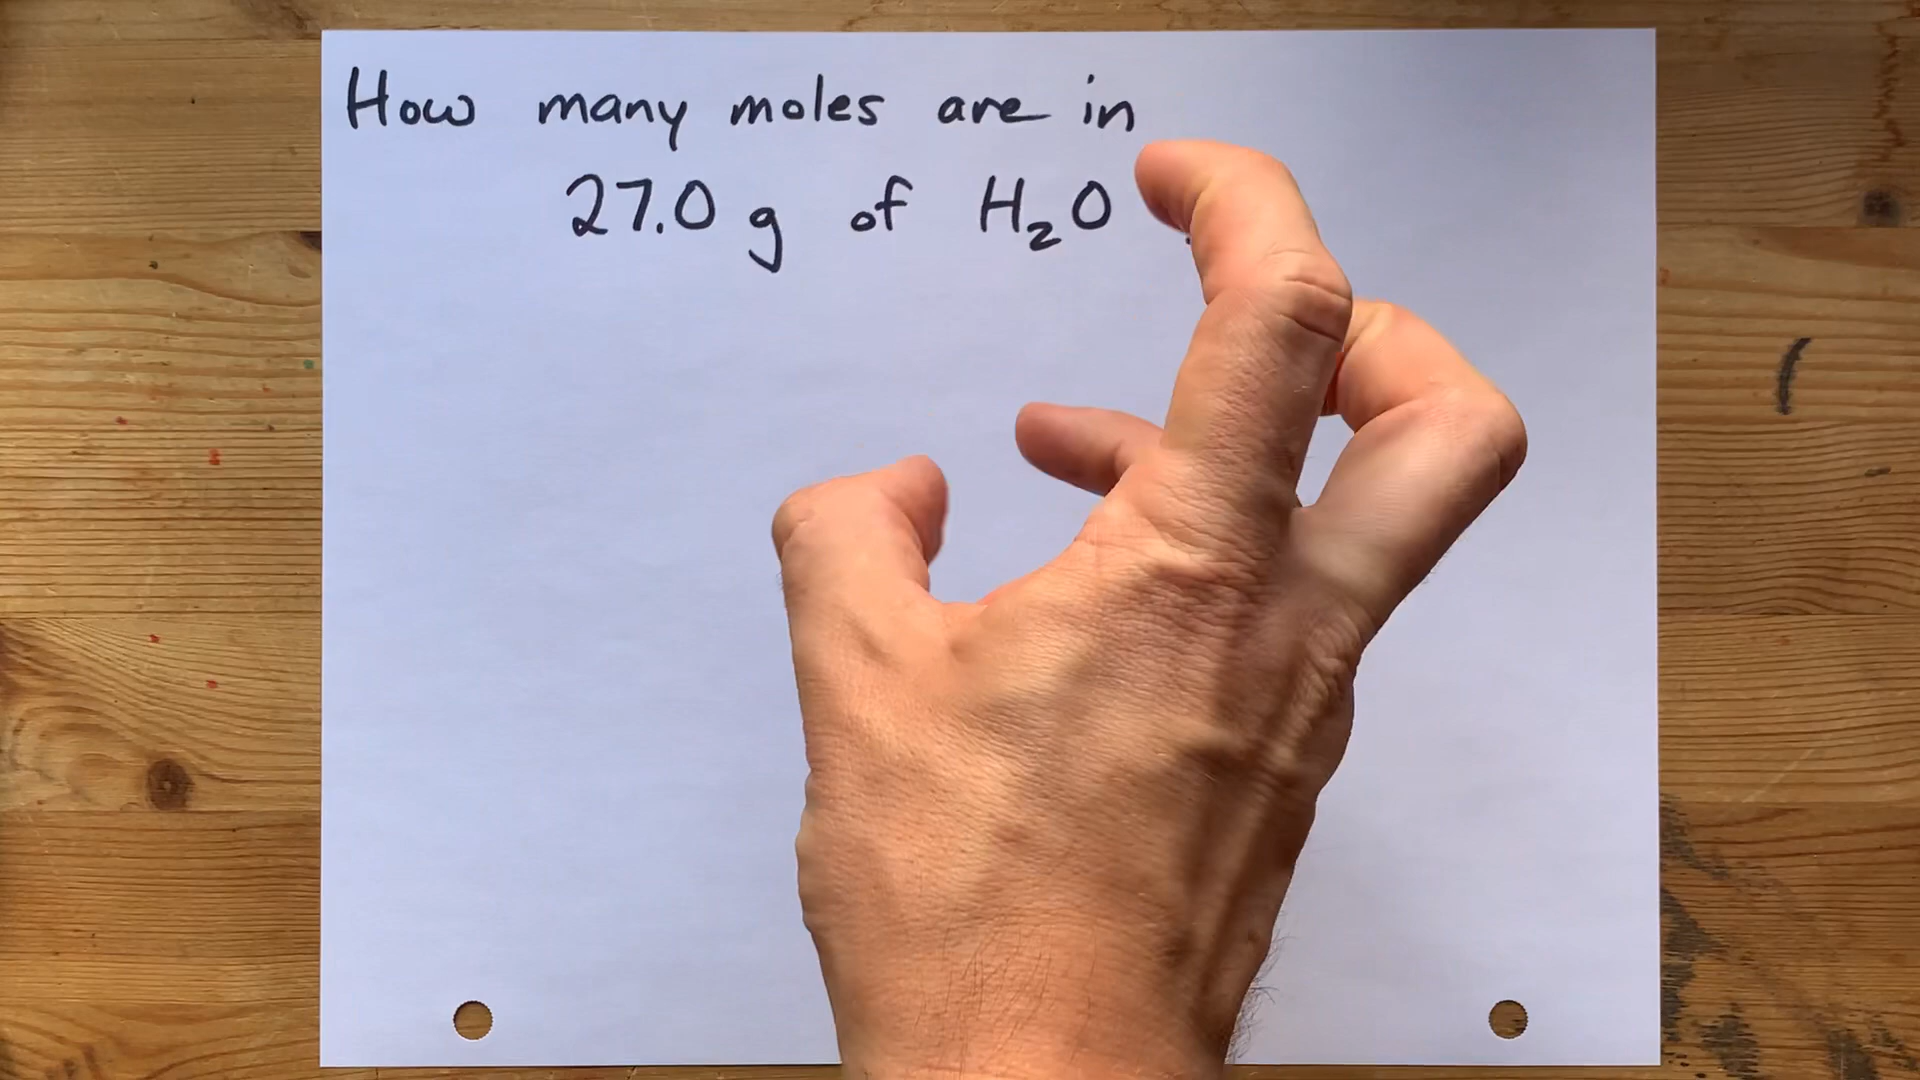 How many moles are in
27.0 g of H₂O